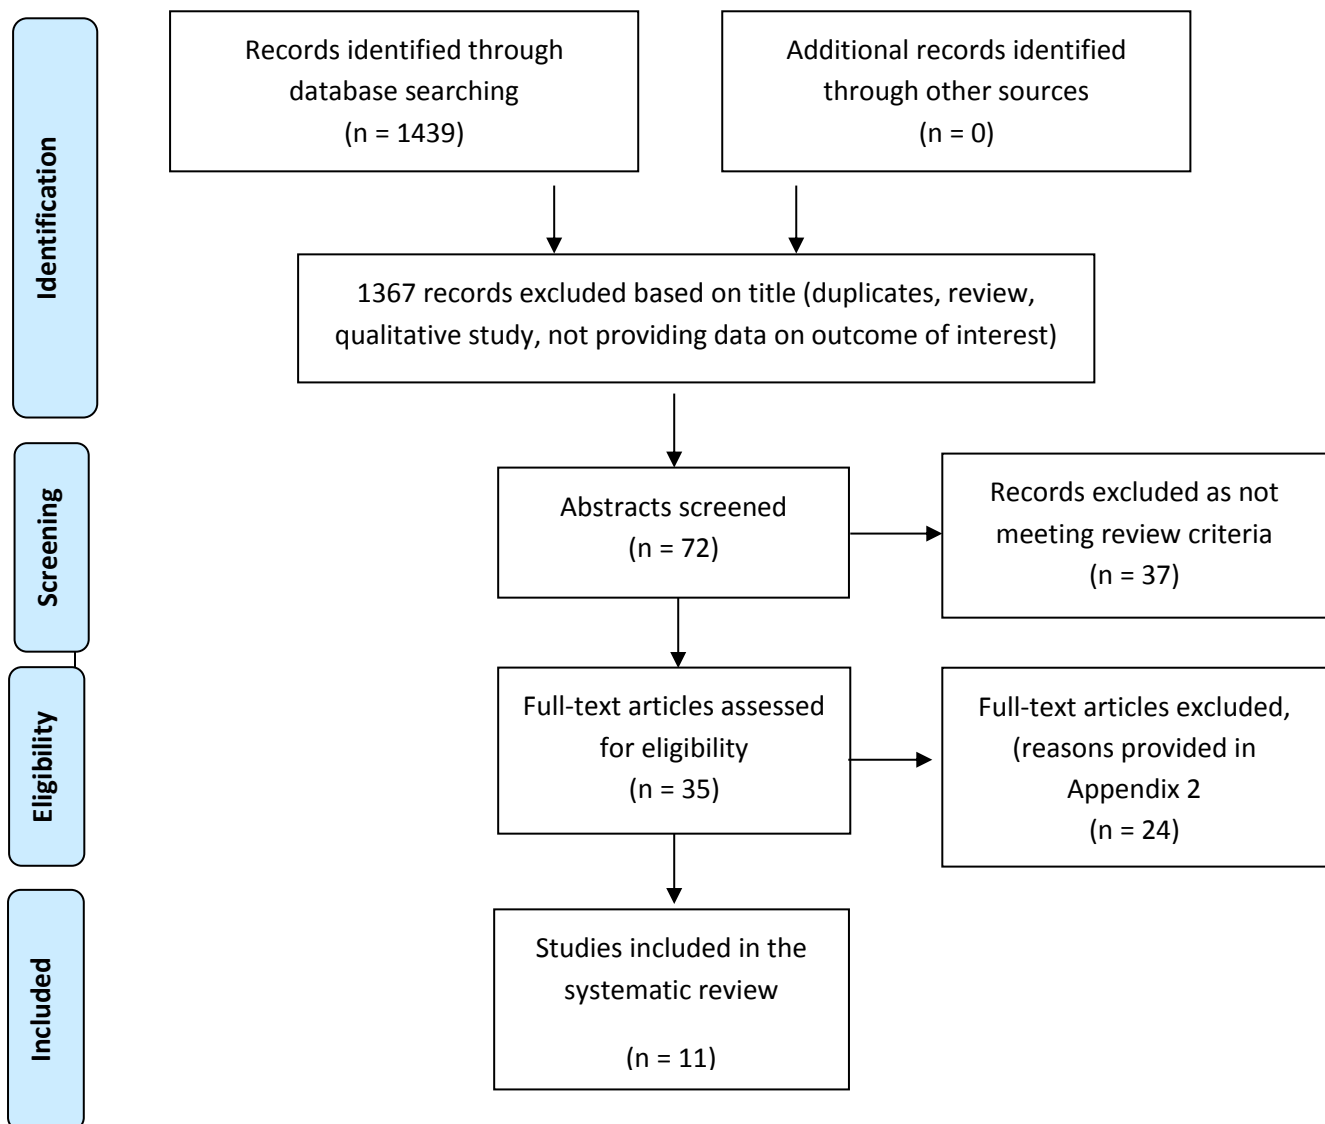 Identification
Records identified through
database searching
(n = 1439)
Additional records identified
through other sources
(n = 0)
1367 records excluded based on title (duplicates, review,
qualitative study, not providing data on outcome of interest)
Screening
Abstracts screened
(n = 72)
Records excluded as not
meeting review criteria
(n = 37)
Eligibility
Full-text articles assessed
for eligibility
(n = 35)
Full-text articles excluded,
(reasons provided in
Appendix 2
(n = 24)
Included
Studies included in the
systematic review
(n = 11)